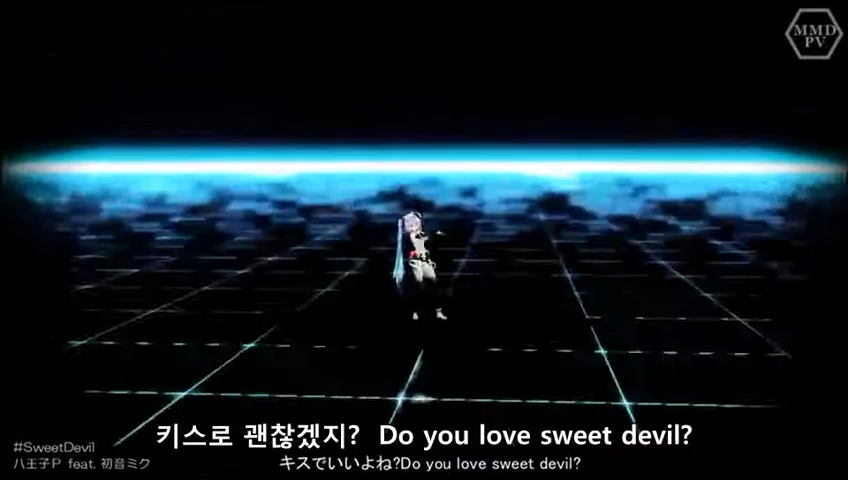 MMD
PV
키스로 괜찮겠지? Do you love sweet devil?
#SweetDevil
八王子P feat. 初音ミク
キスでいいよね?Do you love sweet devil?